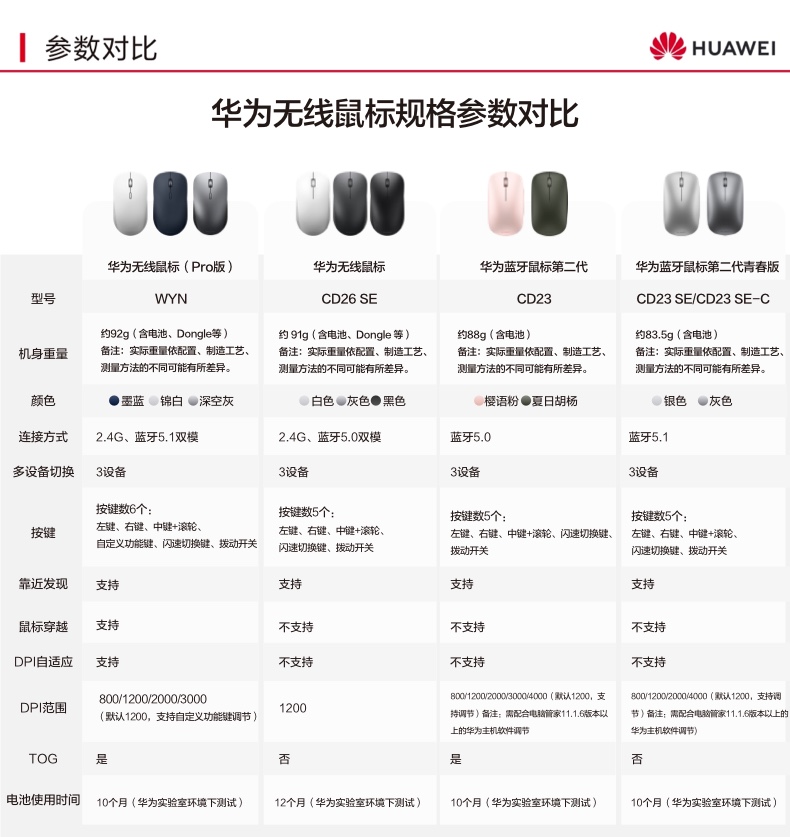 参数对比
HUAWEI
华为无线鼠标规格参数对比
华为无线鼠标（Pro版） 华为无线鼠标 华为蓝牙鼠标第二代 华为蓝牙鼠标第二代青春版
型号 WYN CD26 SE CD23 CD23 SE/CD23 SE-C
机身重量
约92g（含电池、Dongle等）
备注：实际重量依配置、制造工艺、
测量方法的不同可能有所差异。
约 91g（含电池、Dongle 等）
备注：实际重量依配置、制造工艺、
测量方法的不同可能有所差异。
约88g（含电池）
备注：实际重量依配置、制造工艺、
测量方法的不同可能有所差异。
约83.5g（含电池）
备注：实际重量依配置、制造工艺、
测量方法的不同可能有所差异。
颜色 墨蓝 锦白 深空灰 白色 灰色 黑色 樱语粉 夏日胡杨 银色 灰色
连接方式 2.4G、蓝牙5.1双模 2.4G、蓝牙5.0双模 蓝牙5.0 蓝牙5.1
多设备切换 3设备 3设备 3设备 3设备
按键
按键数6个：
左键、右键、中键+滚轮、
自定义功能键、闪速切换键、拨动开关
按键数5个：
左键、右键、中键+滚轮、
闪速切换键、拨动开关
按键数5个：
左键、右键、中键+滚轮、闪速切换键、
拨动开关
按键数5个：
左键、右键、中键+滚轮、
闪速切换键、拨动开关
靠近发现 支持 支持 支持 支持
鼠标穿越 支持 不支持 不支持 不支持
DPI自适应 支持 不支持 不支持 不支持
DPI范围
800/1200/2000/3000
（默认1200，支持自定义功能键调节）
1200
800/1200/2000/3000/4000（默认1200，支
持调节）备注：需配合电脑管家11.1.6版本以
上的华为主机软件调节
800/1200/2000/4000（默认1200，支持调
节）备注：需配合电脑管家11.1.6版本以上的
华为主机软件调节)
TOG 是 否 是 否
电池使用时间 10个月（华为实验室环境下测试） 12个月（华为实验室环境下测试） 10个月（华为实验室环境下测试） 10个月（华为实验室环境下测试）